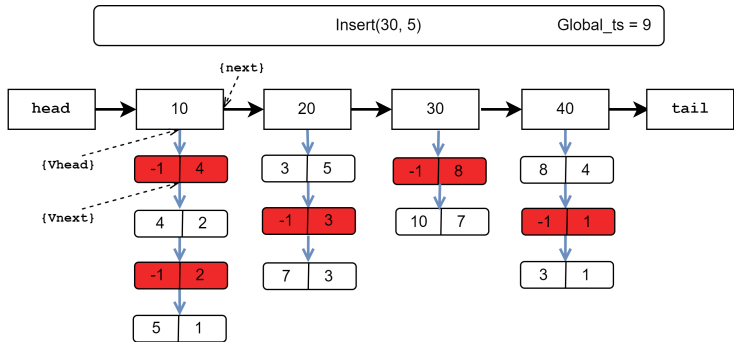 Insert(30, 5) Global_ts = 9
{next}
head 10 20 30 40 tail
{Vhead}
-1 4 3 5 -1 8 8 4
{Vnext}
4 2 -1 3 10 7 -1 1
-1 2 7 3 3 1
5 1